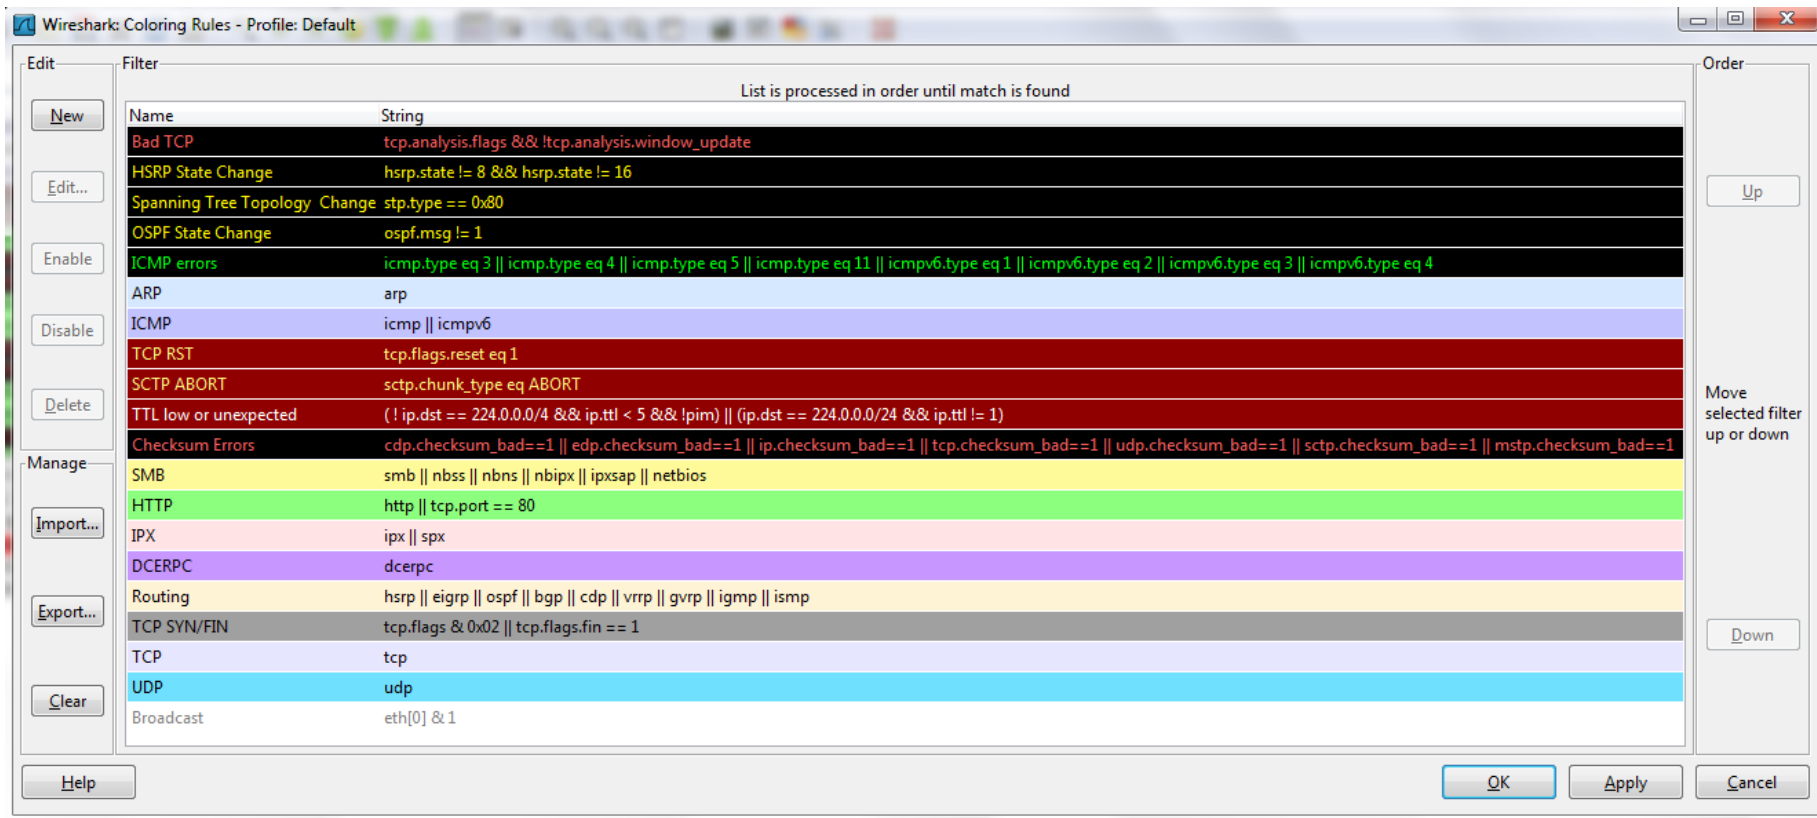 Wireshark: Coloring Rules - Profile: Default
Edit
Filter
Order
List is processed in order until match is found
New
Edit...
Enable
Disable
Delete
Manage
Import...
Export...
Clear
Name String
Bad TCP tcp.analysis.flags && !tcp.analysis.window_update
HSRP State Change hsrp.state != 8 && hsrp.state != 16
Spanning Tree Topology  Change stp.type == 0x80
OSPF State Change ospf.msg != 1
ICMP errors icmp.type eq 3 || icmp.type eq 4 || icmp.type eq 5 || icmp.type eq 11 || icmpv6.type eq 1 || icmpv6.type eq 2 || icmpv6.type eq 3 || icmpv6.type eq 4
ARP arp
ICMP icmp || icmpv6
TCP RST tcp.flags.reset eq 1
SCTP ABORT sctp.chunk_type eq ABORT
TTL low or unexpected ( ! ip.dst == 224.0.0.0/4 && ip.ttl < 5 && !pim) || (ip.dst == 224.0.0.0/24 && ip.ttl != 1)
Checksum Errors cdp.checksum_bad==1 || edp.checksum_bad==1 || ip.checksum_bad==1 || tcp.checksum_bad==1 || udp.checksum_bad==1 || sctp.checksum_bad==1 || mstp.checksum_bad==1
SMB smb || nbss || nbns || nbipx || ipxsap || netbios
HTTP http || tcp.port == 80
IPX ipx || spx
DCERPC dcerpc
Routing hsrp || eigrp || ospf || bgp || cdp || vrrp || gvrp || igmp || ismp
TCP SYN/FIN tcp.flags & 0x02 || tcp.flags.fin == 1
TCP tcp
UDP udp
Broadcast eth[0] & 1
Up
Move
selected filter
up or down
Down
Help
OK
Apply
Cancel